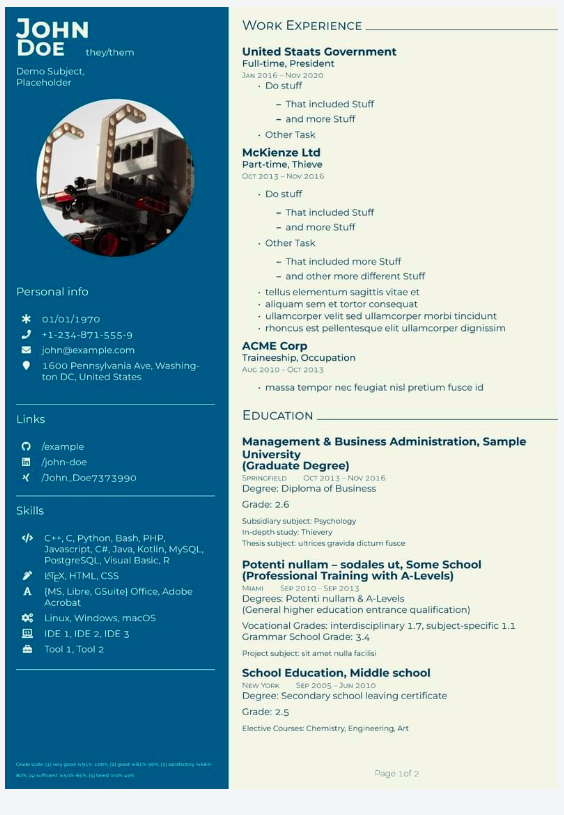 JOHN
DOE they/them
Demo Subject,
Placeholder
Personal info
01/01/1970
+1-234-871-555-9
john@example.com
1600 Pennsylvania Ave, Washing-
ton DC, United States
Links
/example
/john-doe
/John_Doe7373990
Skills
C++, C, Python, Bash, PHP,
Javascript, C#, Java, Kotlin, MySQL,
PostgreSQL, Visual Basic, R
LATEX, HTML, CSS
{MS, Libre, GSuite} Office, Adobe
Acrobat
Linux, Windows, macOS
IDE 1, IDE 2, IDE 3
Tool 1, Tool 2
Grade scale: (1) very good
WORK EXPERIENCE
United Staats Government
Full-time, President
JAN 2016 – NOV 2020
• Do stuff
– That included Stuff
– and more Stuff
• Other Task
McKienze Ltd
Part-time, Thieve
OCT 2013 – NOV 2016
• Do stuff
– That included Stuff
– and more Stuff
• Other Task
– That included more Stuff
– and other more different Stuff
• tellus elementum sagittis vitae et
• aliquam sem et tortor consequat
• ullamcorper velit sed ullamcorper morbi tincidunt
• rhoncus est pellentesque elit ullamcorper dignissim
ACME Corp
Traineeship, Occupation
AUG 2010 – OCT 2013
• massa tempor nec feugiat nisl pretium fusce id
EDUCATION
Management & Business Administration, Sample
University
(Graduate Degree)
SPRINGFIELD OCT 2013 – NOV 2016
Degree: Diploma of Business
Grade: 2.6
Subsidiary subject: Psychology
In-depth study: Thievery
Thesis subject: ultrices gravida dictum fusce
Potenti nullam – sodales ut, Some School
(Professional Training with A-Levels)
MIAMI SEP 2010 – SEP 2013
Degrees: Potenti nullam & A-Levels
(General higher education entrance qualification)
Vocational Grades: interdisciplinary 1.7, subject-specific 1.1
Grammar School Grade: 3.4
Project subject: sit amet nulla facilisi
School Education, Middle school
NEW YORK SEP 2005 – JUN 2010
Degree: Secondary school leaving certificate
Grade: 2.5
Elective Courses: Chemistry, Engineering, Art
Page 1 of 2